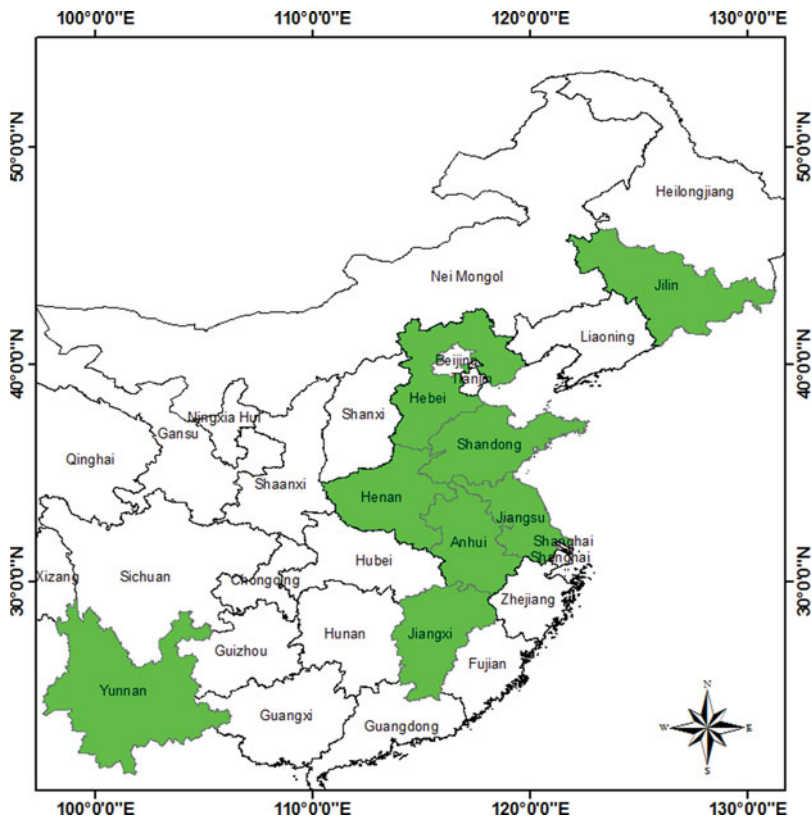 100°0'0"E 110°0'0"E 120°0'0"E 130°0'0"E
50°0'0"N 50°0'0"N
Heilongjiang
Nei Mongol
Jilin
Liaoning
Beijing
40°0'0"N 40°0'0"N
Tianjin
Hebei
Shanxi
Ningxia Hui
Gansu
Shandong
Qinghai
Shaanxi
Henan
Jiangsu
Shanghai
Anhui
Shanghai
Hubei
Xizang
Sichuan
Chongqing
30°0'0"N 30°0'0"N
Zhejiang
Hunan
Jiangxi
Guizhou
Fujian
Yunnan
Guangxi
Guangdong
N
W E
S
100°0'0"E 110°0'0"E 120°0'0"E 130°0'0"E